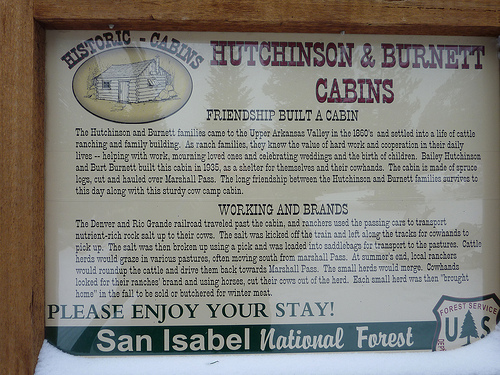 HISTORIC - CABINS
HUTCHINSON & BURNETT
CABINS
FRIENDSHIP BUILT A CABIN
The Hutchinson and Burnett families came to the Upper Arkansas Valley in the 1860's and settled into a life of cattle
ranching and family building. As ranch families, they knew the value of hard work and cooperation in their daily
lives -- helping with work, mourning loved ones and celebrating weddings and the birth of children. Bailey Hutchinson
and Burt Burnett built this cabin in 1935, as a shelter for themselves and their cowhands. The cabin is made of spruce
logs, cut and hauled over Marshall Pass. The long friendship between the Hutchinson and Burnett families survives to
this day along with this sturdy cow camp cabin.
WORKING AND BRANDS
The Denver and Rio Grande railroad traveled past the cabin, and ranchers used the passing cars to transport
nutrient-rich rock salt up to their cows. The salt was kicked off the train and left along the tracks for cowhands to
pick up. The salt was then broken up using a pick and was loaded into saddlebags for transport to the pastures. Cattle
herds would graze in various pastures, often moving south from marshall Pass. At summer's end, local ranchers
would roundup the cattle and drive them back towards Marshall Pass. The small herds would merge. Cowhands
looked for their ranches' brand and using horses, cut their cows out of the herd. Each small herd was then "brought
home" in the fall to be sold or butchered for winter meat.
PLEASE ENJOY YOUR STAY!
San Isabel National Forest
FOREST SERVICE
U S